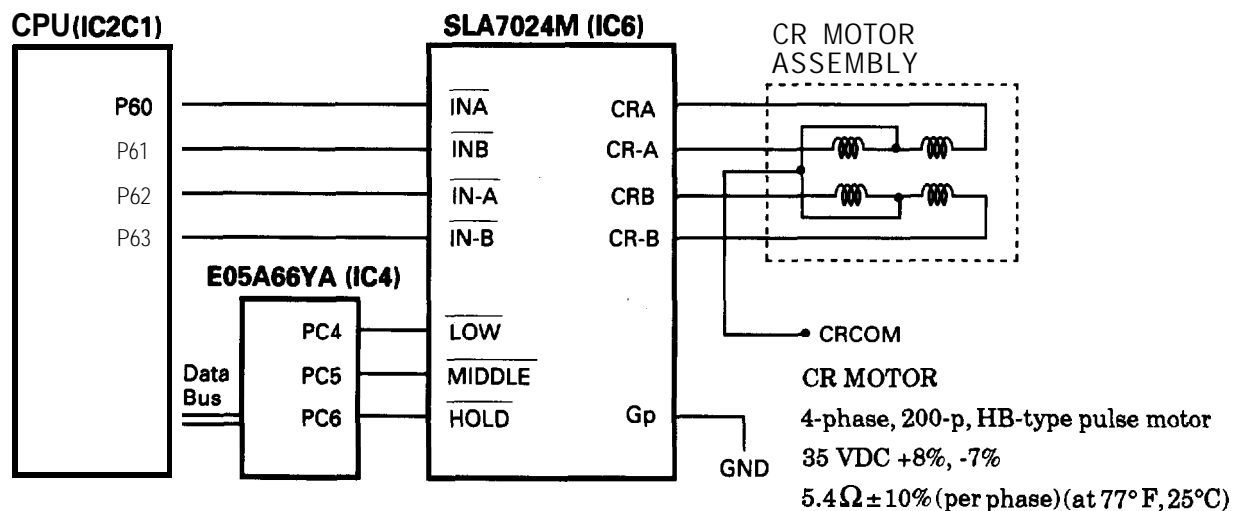 CPU(IC2C1)
SLA7024M (IC6)
CR MOTOR
ASSEMBLY
P60
INA
CRA
P61
INB
CR-A
P62
IN-A
CRB
P63
IN-B
CR-B
E05A66YA (IC4)
PC4
LOW
CRCOM
Data
Bus
PC5
MIDDLE
PC6
HOLD
Gp
GND
CR MOTOR
4-phase, 200-p, HB-type pulse motor
35 VDC +8%, -7%
5.4Ω±10% (per phase) (at 77°F, 25°C)